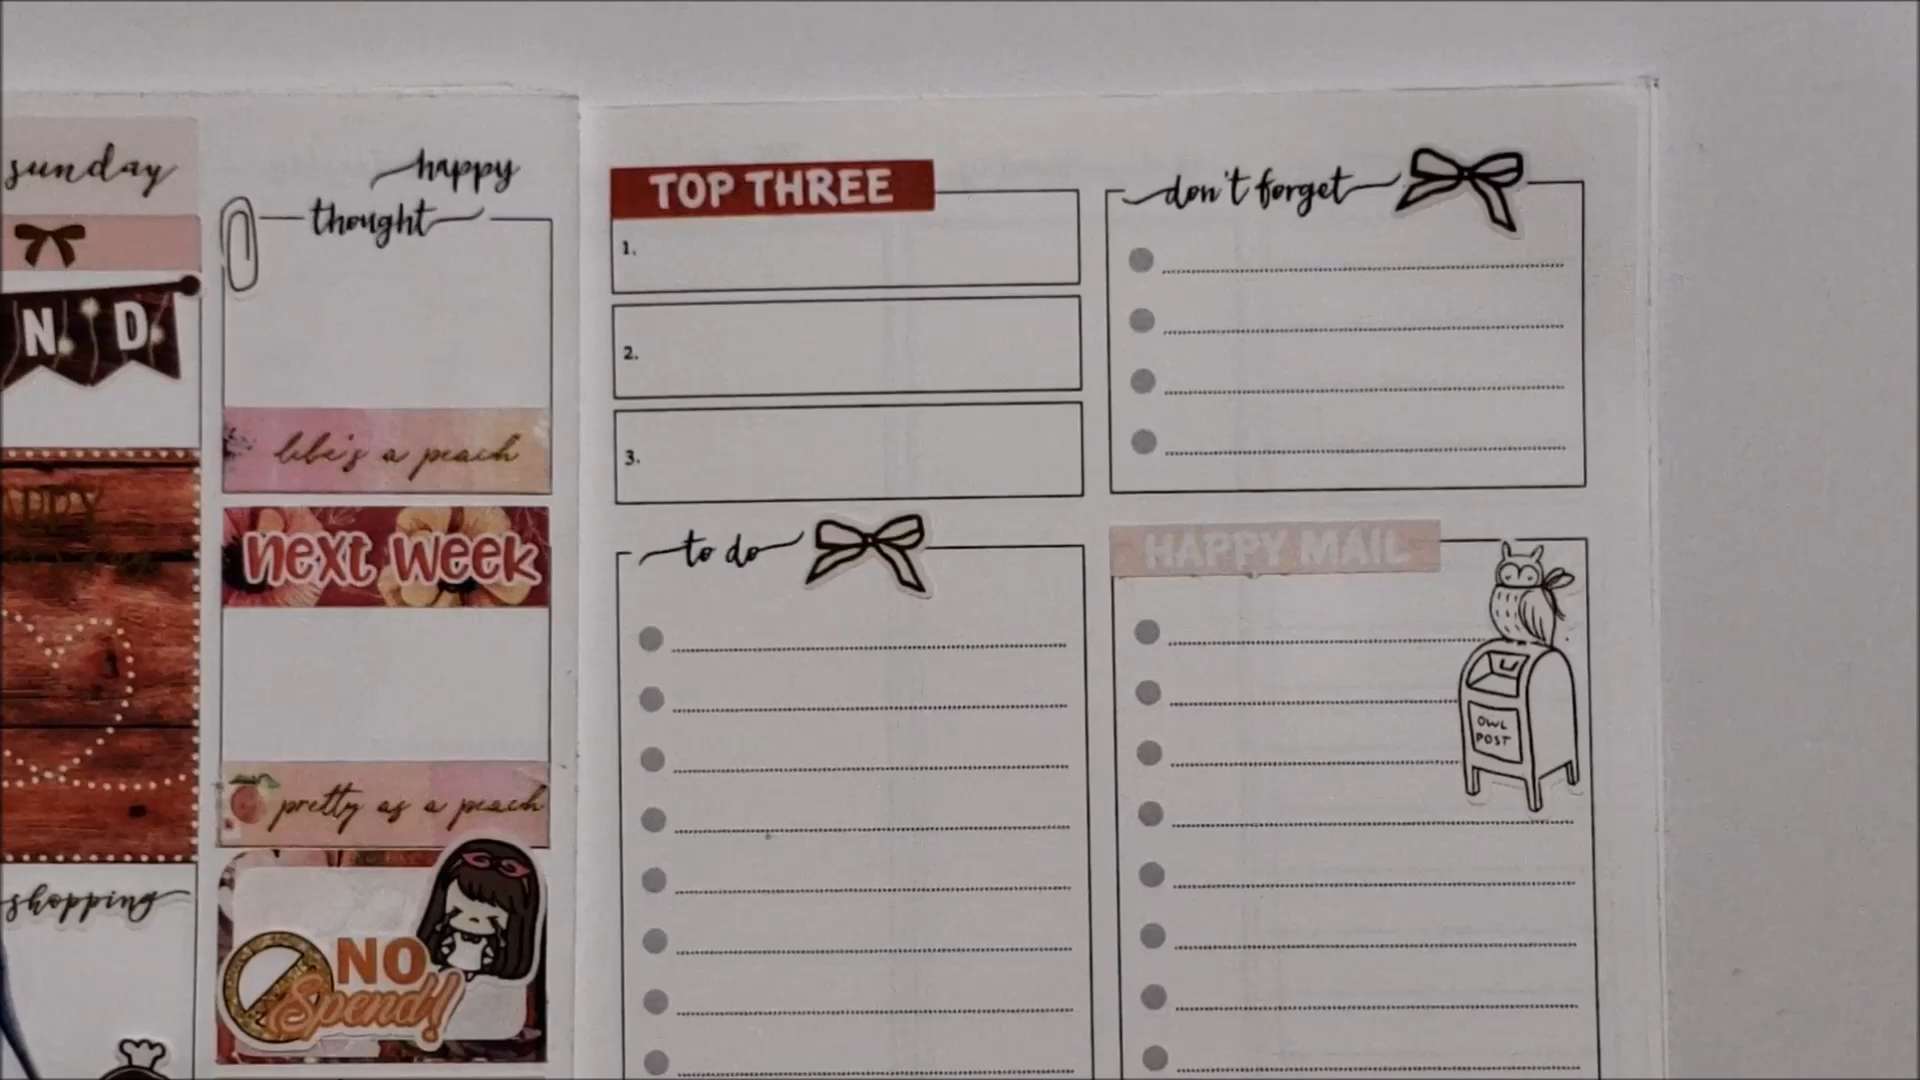 sunday
N D
shopping
happy
thought
life's a peach
next week
pretty as a peach
NO
Spend!
TOP THREE
1.
2.
3.
to do
don't forget
HAPPY MAIL
OWL
POST